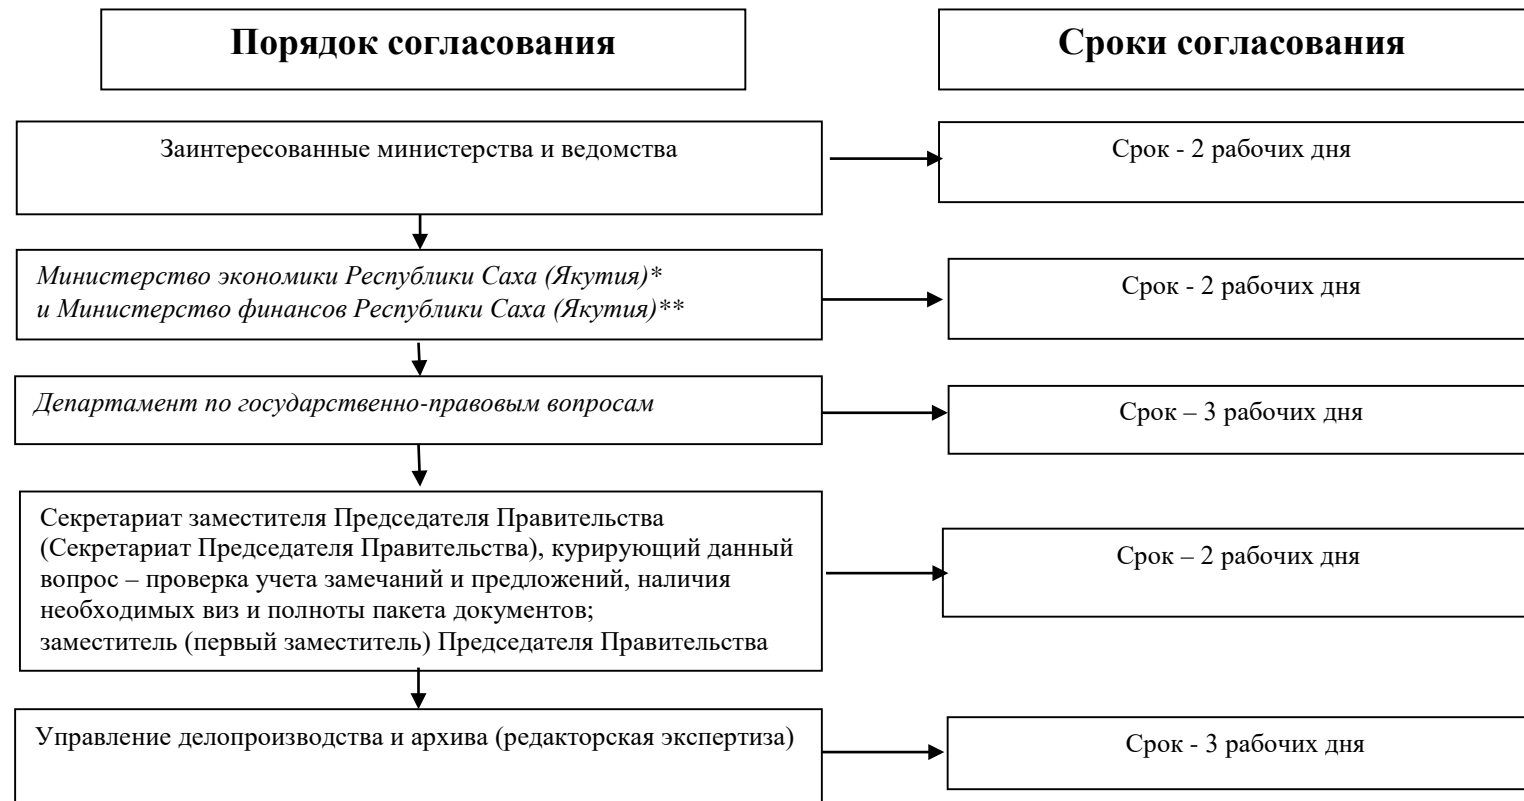 Порядок согласования
Сроки согласования
Заинтересованные министерства и ведомства
Срок - 2 рабочих дня
Министерство экономики Республики Саха (Якутия)*
и Министерство финансов Республики Саха (Якутия)**
Срок - 2 рабочих дня
Департамент по государственно-правовым вопросам
Срок – 3 рабочих дня
Секретариат заместителя Председателя Правительства
(Секретариат Председателя Правительства), курирующий данный
вопрос – проверка учета замечаний и предложений, наличия
необходимых виз и полноты пакета документов;
заместитель (первый заместитель) Председателя Правительства
Срок – 2 рабочих дня
Управление делопроизводства и архива (редакторская экспертиза)
Срок - 3 рабочих дня